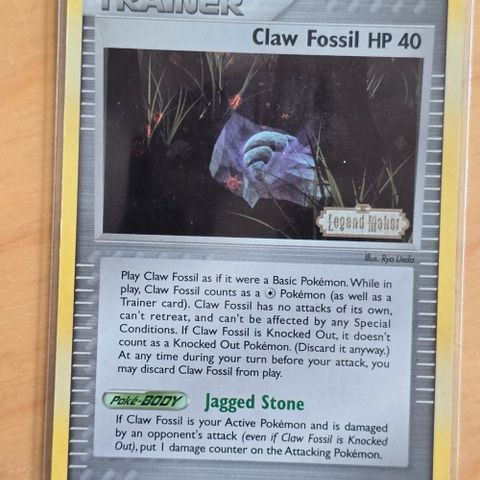 TRAINER
Claw Fossil HP 40
Legend Maker
Illus. Ryo Ueda
Play Claw Fossil as if it were a Basic Pokémon. While in
play, Claw Fossil counts as a Pokémon (as well as a
Trainer card). Claw Fossil has no attacks of its own,
can't retreat, and can't be affected by any Special
Conditions. If Claw Fossil is Knocked Out, it doesn't
count as a Knocked Out Pokémon. (Discard it anyway.)
At any time during your turn before your attack, you
may discard Claw Fossil from play.
Poké-BODY Jagged Stone
If Claw Fossil is your Active Pokémon and is damaged
by an opponent's attack (even if Claw Fossil is Knocked
Out), put 1 damage counter on the Attacking Pokémon.